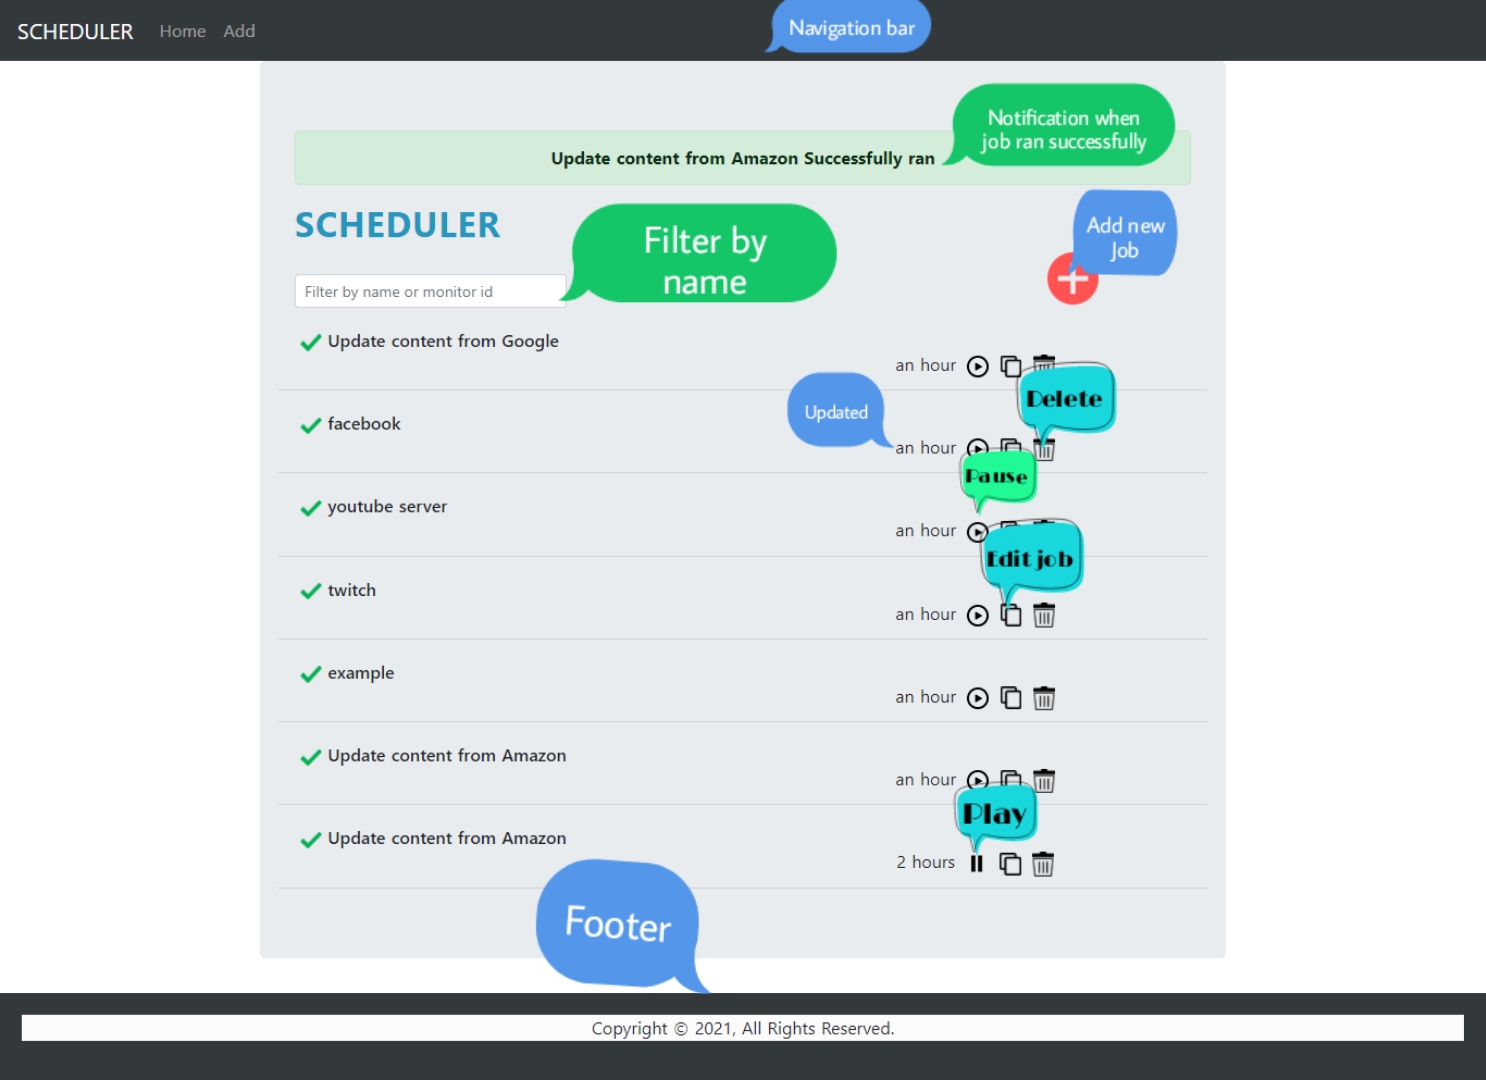 SCHEDULER Home Add
Navigation bar
Notification when
job ran successfully
Update content from Amazon Successfully ran
SCHEDULER
Filter by
name
Add new
Job
Filter by name or monitor id
Update content from Google
an hour
Delete
facebook
Updated
an hour
Pause
youtube server
an hour
Edit job
twitch
an hour
example
an hour
Update content from Amazon
an hour
Play
Update content from Amazon
2 hours
Footer
Copyright © 2021, All Rights Reserved.